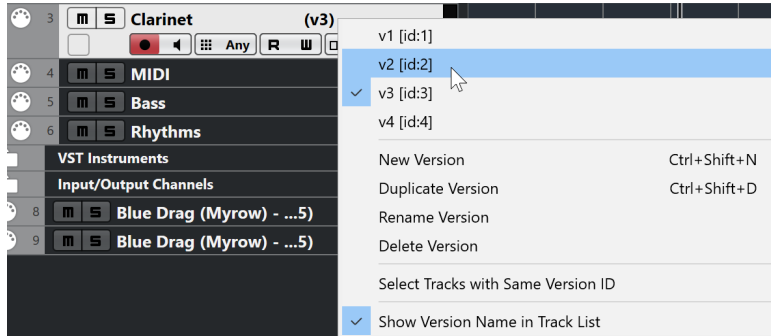 3 m S Clarinet (v3)
Any R W
4 m S MIDI
5 m S Bass
6 m S Rhythms
VST Instruments
Input/Output Channels
8 m S Blue Drag (Myrow) - ...5)
9 m S Blue Drag (Myrow) - ...5)
v1 [id:1]
v2 [id:2]
v3 [id:3]
v4 [id:4]
New Version Ctrl+Shift+N
Duplicate Version Ctrl+Shift+D
Rename Version
Delete Version
Select Tracks with Same Version ID
Show Version Name in Track List